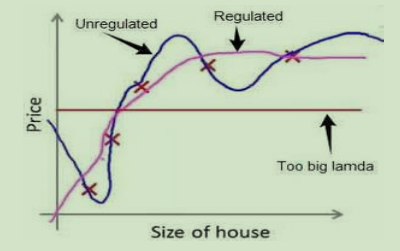 Unregulated
Regulated
Price
Too big lamda
Size of house